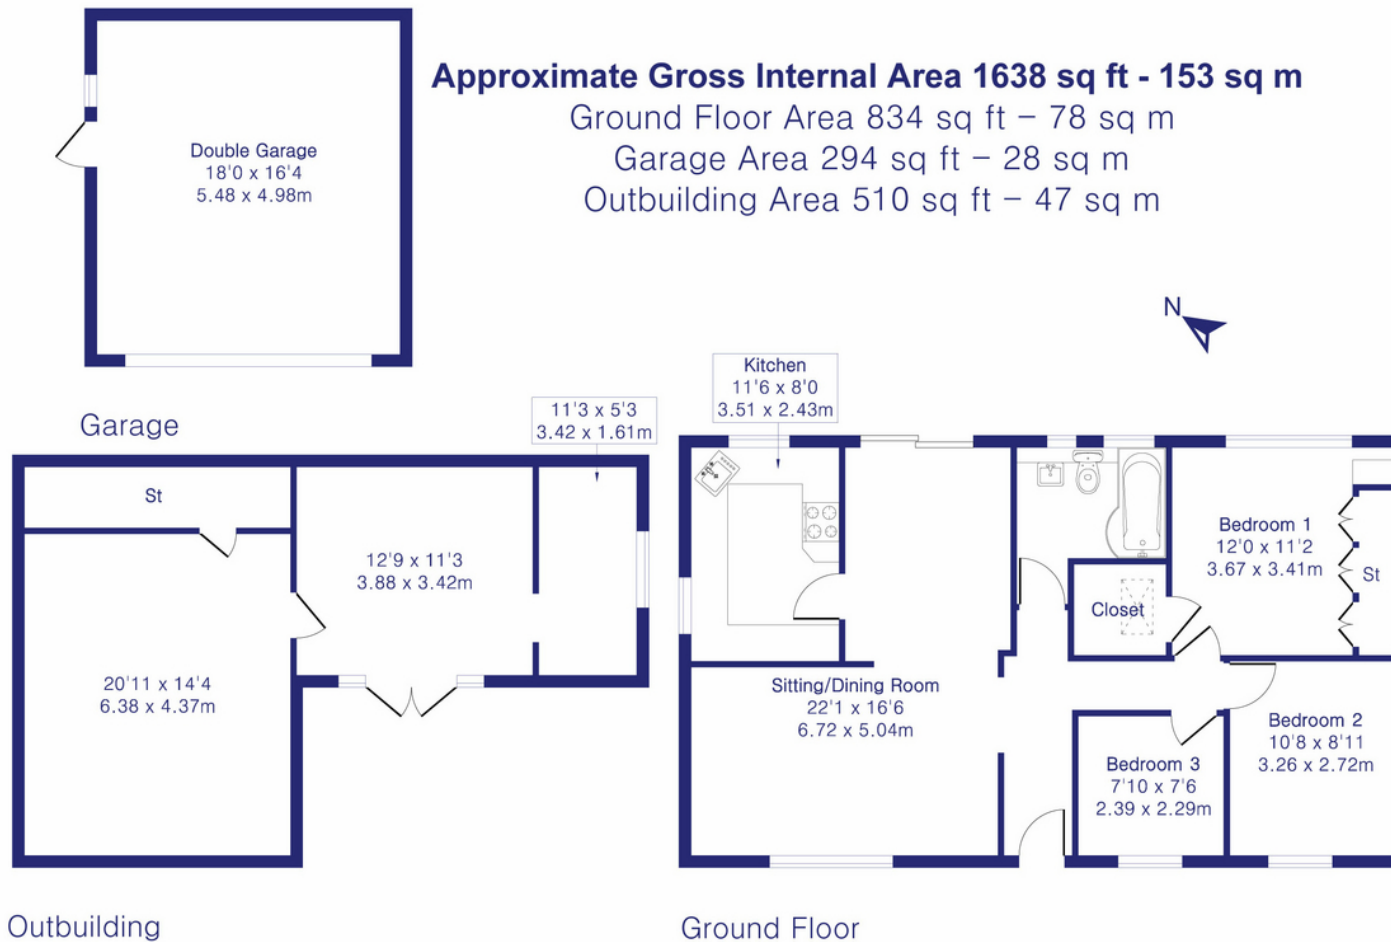 Approximate Gross Internal Area 1638 sq ft - 153 sq m
Ground Floor Area 834 sq ft – 78 sq m
Garage Area 294 sq ft – 28 sq m
Outbuilding Area 510 sq ft – 47 sq m
Double Garage
18'0 x 16'4
5.48 x 4.98m
Garage
N
Kitchen
11'6 x 8'0
3.51 x 2.43m
11'3 x 5'3
3.42 x 1.61m
St
12'9 x 11'3
3.88 x 3.42m
20'11 x 14'4
6.38 x 4.37m
Outbuilding
Bedroom 1
12'0 x 11'2
3.67 x 3.41m
St
Closet
Sitting/Dining Room
22'1 x 16'6
6.72 x 5.04m
Bedroom 2
10'8 x 8'11
3.26 x 2.72m
Bedroom 3
7'10 x 7'6
2.39 x 2.29m
Ground Floor